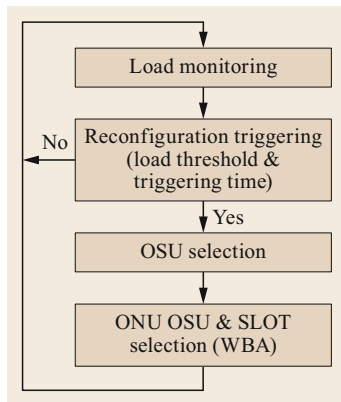 Load monitoring
Reconfiguration triggering
(load threshold &
triggering time)
No
Yes
OSU selection
ONU OSU & SLOT
selection (WBA)